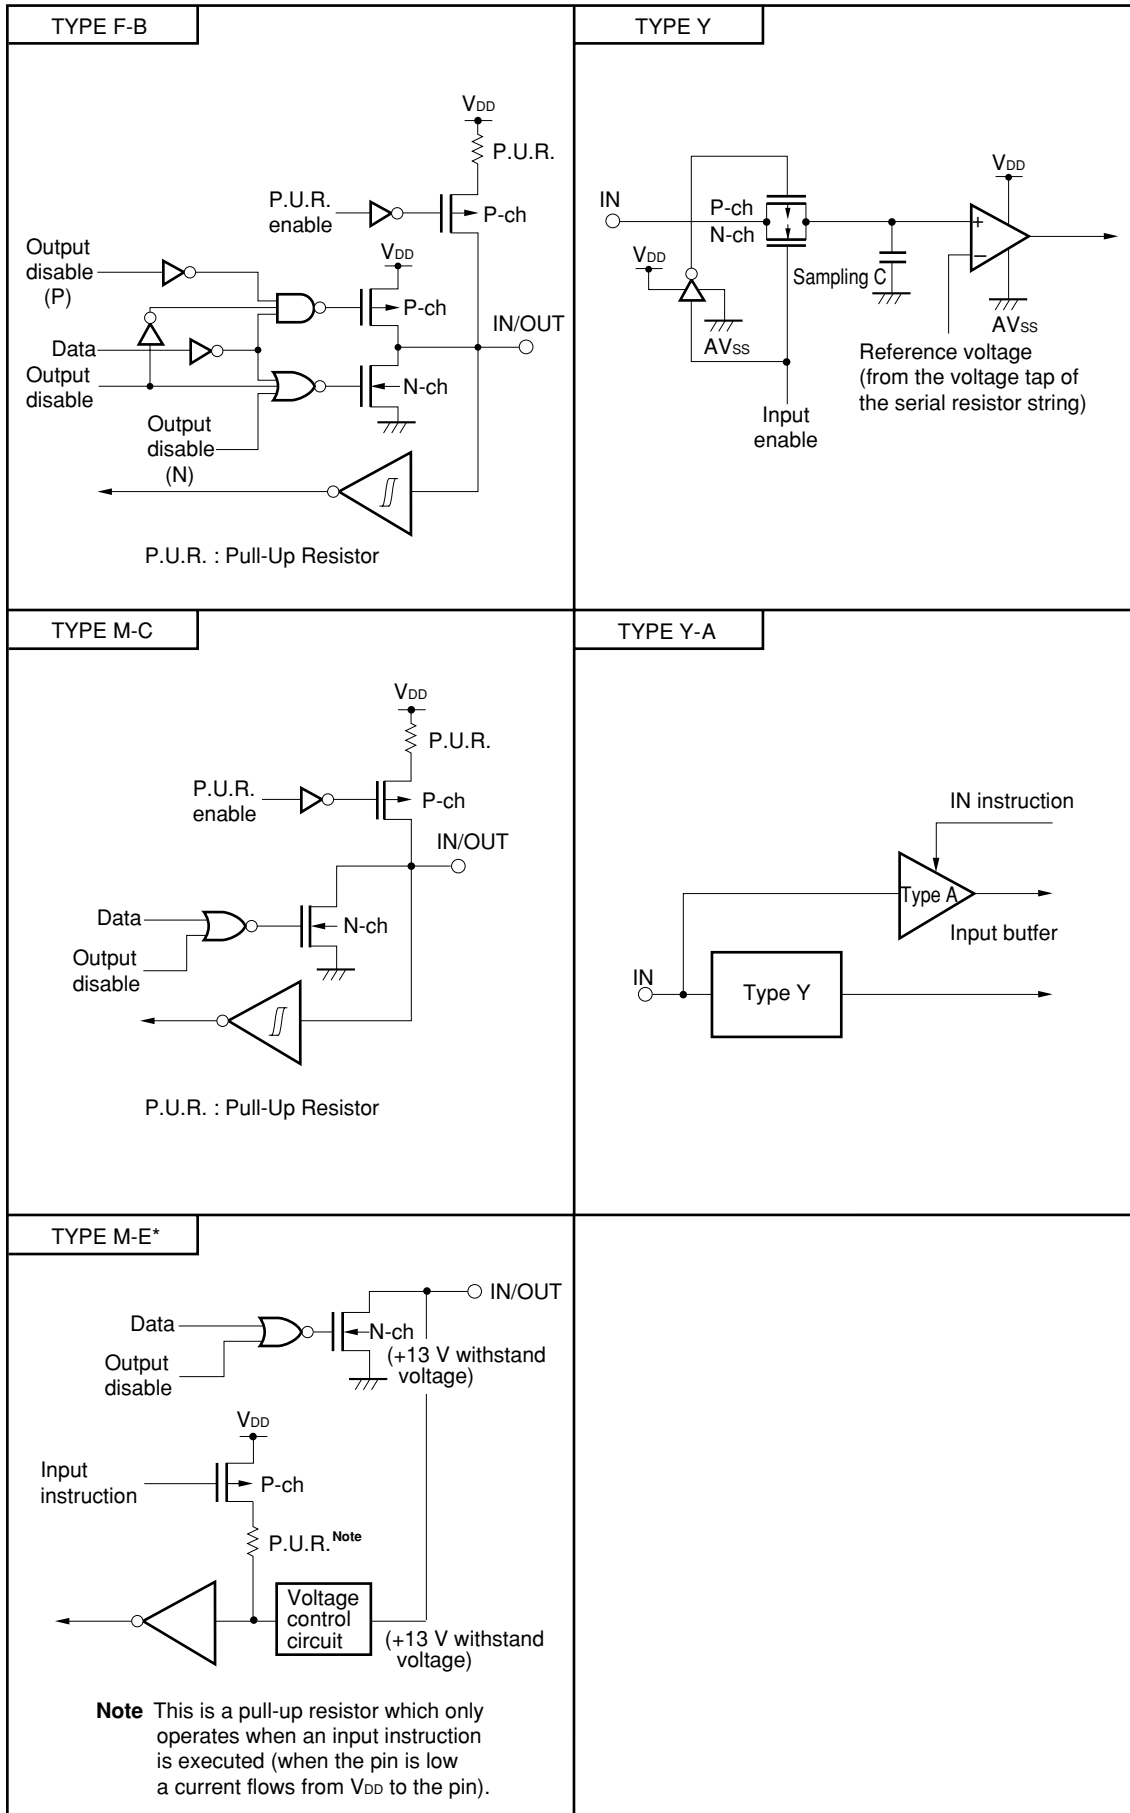 TYPE F-B
VDD
P.U.R.
P.U.R.
enable
P-ch
Output
disable
(P)
VDD
P-ch
IN/OUT
Data
Output
disable
N-ch
Output
disable
(N)
P.U.R. : Pull-Up Resistor
TYPE Y
VDD
IN
P-ch
N-ch
+
−
VDD
Sampling C
AVSS
AVSS
Reference voltage
(from the voltage tap of
the serial resistor string)
Input
enable
TYPE M-C
VDD
P.U.R.
P.U.R.
enable
P-ch
IN/OUT
Data
N-ch
Output
disable
P.U.R. : Pull-Up Resistor
TYPE Y-A
IN instruction
Type A
Input butfer
IN
Type Y
TYPE M-E*
IN/OUT
Data
N-ch
(+13 V withstand
voltage)
Output
disable
VDD
Input
instruction
P-ch
P.U.R.Note
Voltage
control
circuit
(+13 V withstand
voltage)
Note This is a pull-up resistor which only
operates when an input instruction
is executed (when the pin is low
a current flows from VDD to the pin).